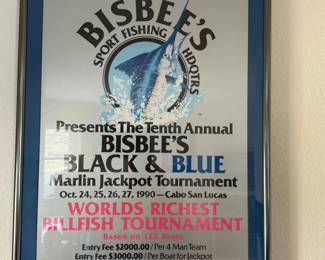 BISBEE'S
SPORT FISHING HDQTRS
Presents The Tenth Annual
BISBEE'S
BLACK & BLUE
Marlin Jackpot Tournament
Oct. 24, 25, 26, 27, 1990—Cabo San Lucas
WORLDS RICHEST
BILLFISH TOURNAMENT
Based on 125 Boats
Entry Fee $2000.00/Per 4 Man Team
Entry Fee $3000.00/Per Boat for Jackpot